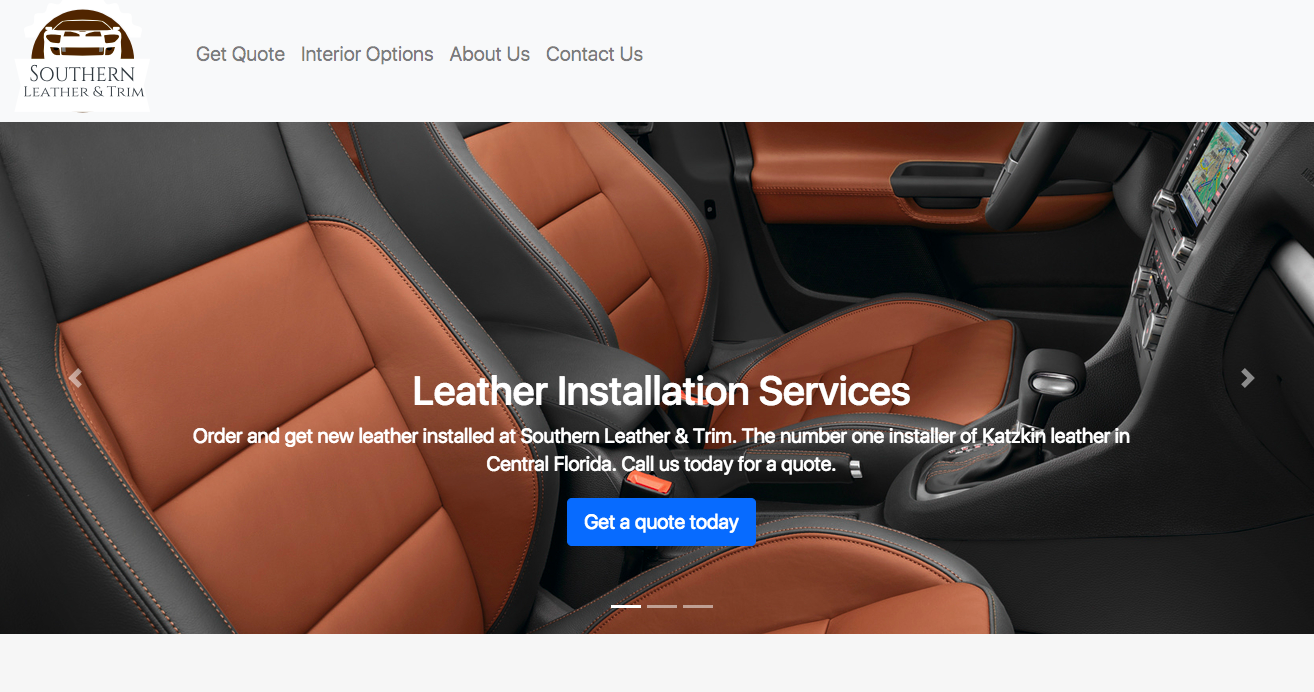 SOUTHERN
LEATHER & TRIM
Get Quote Interior Options About Us Contact Us
Leather Installation Services
Order and get new leather installed at Southern Leather & Trim. The number one installer of Katzkin leather in
Central Florida. Call us today for a quote.
Get a quote today